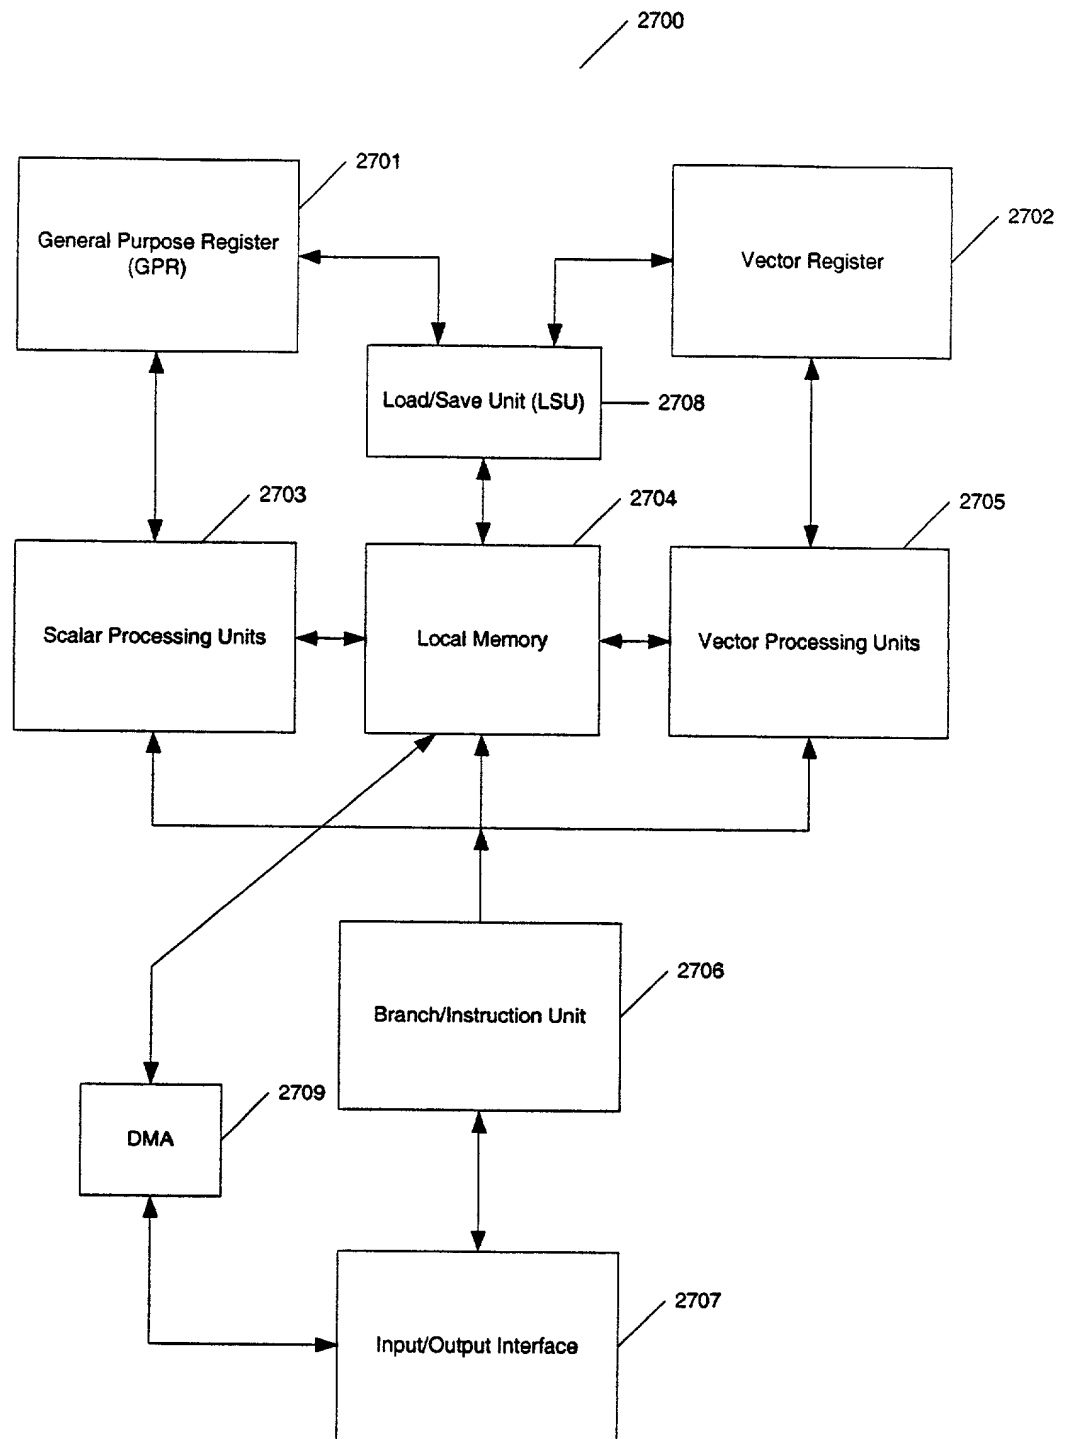 2700
2701
General Purpose Register
(GPR)
2702
Vector Register
Load/Save Unit (LSU)
2708
2703
2704
2705
Scalar Processing Units
Local Memory
Vector Processing Units
2706
Branch/Instruction Unit
2709
DMA
2707
Input/Output Interface